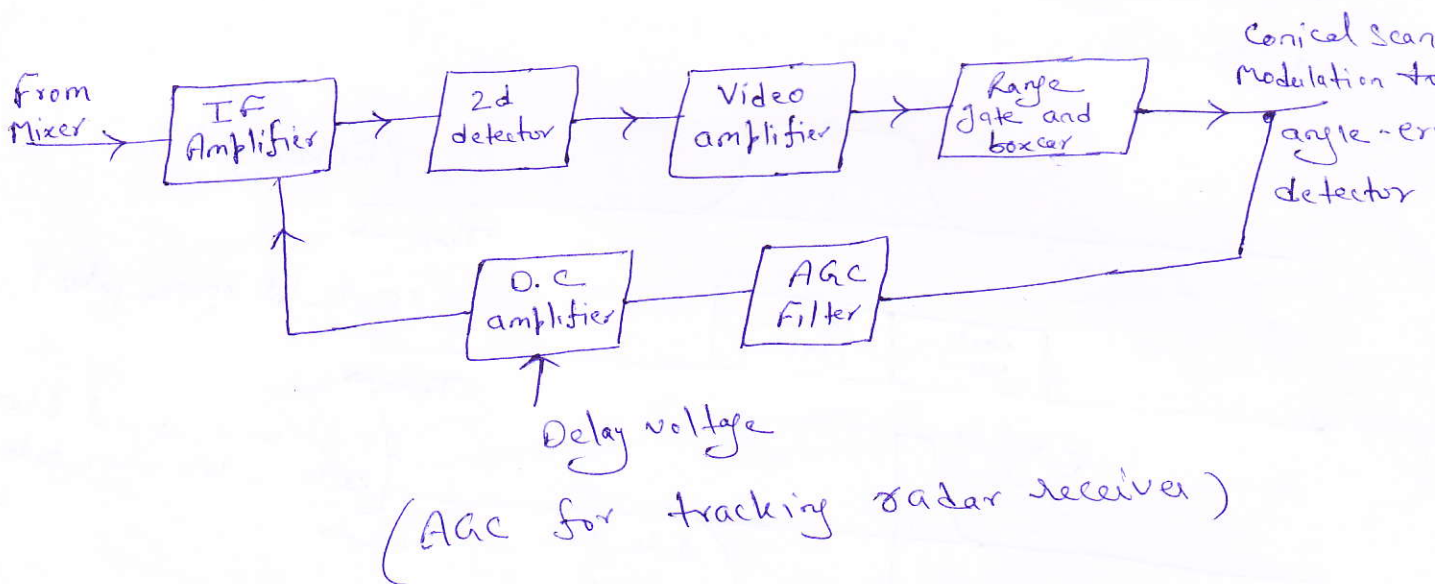 From
Mixer
IF
Amplifier
2d
detector
Video
amplifier
Range
gate and
boxcar
Conical Scan
Modulation to
angle-er
detector
D.C
amplifier
AGC
Filter
Delay voltage
(AGC for tracking radar receiver)